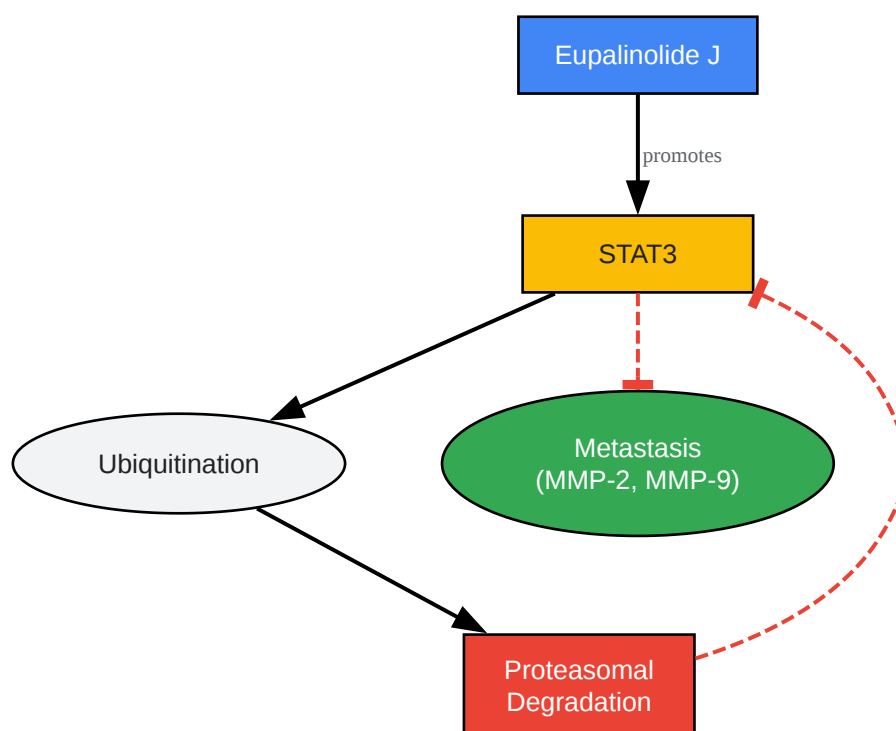 Eupalinolide J
promotes
STAT3
Ubiquitination
Metastasis
(MMP-2, MMP-9)
Proteasomal
Degradation